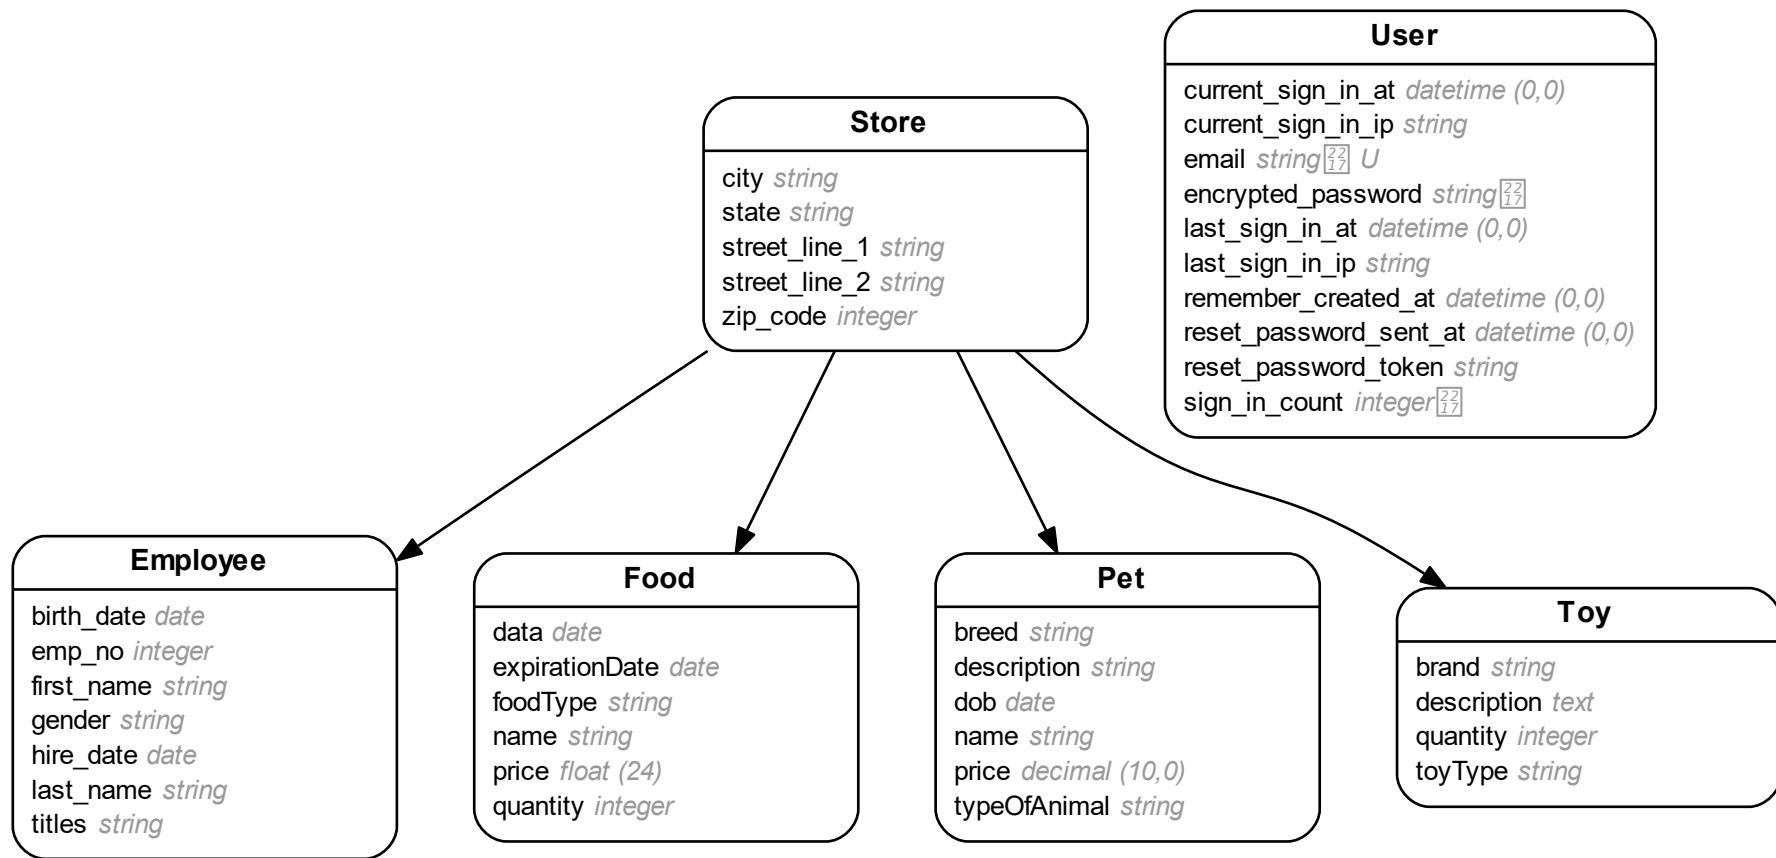 User
current_sign_in_at datetime (0,0)
current_sign_in_ip string
email string 2217 U
encrypted_password string 2217
last_sign_in_at datetime (0,0)
last_sign_in_ip string
remember_created_at datetime (0,0)
reset_password_sent_at datetime (0,0)
reset_password_token string
sign_in_count integer 2217
Store
city string
state string
street_line_1 string
street_line_2 string
zip_code integer
Employee
birth_date date
emp_no integer
first_name string
gender string
hire_date date
last_name string
titles string
Food
data date
expirationDate date
foodType string
name string
price float (24)
quantity integer
Pet
breed string
description string
dob date
name string
price decimal (10,0)
typeOfAnimal string
Toy
brand string
description text
quantity integer
toyType string